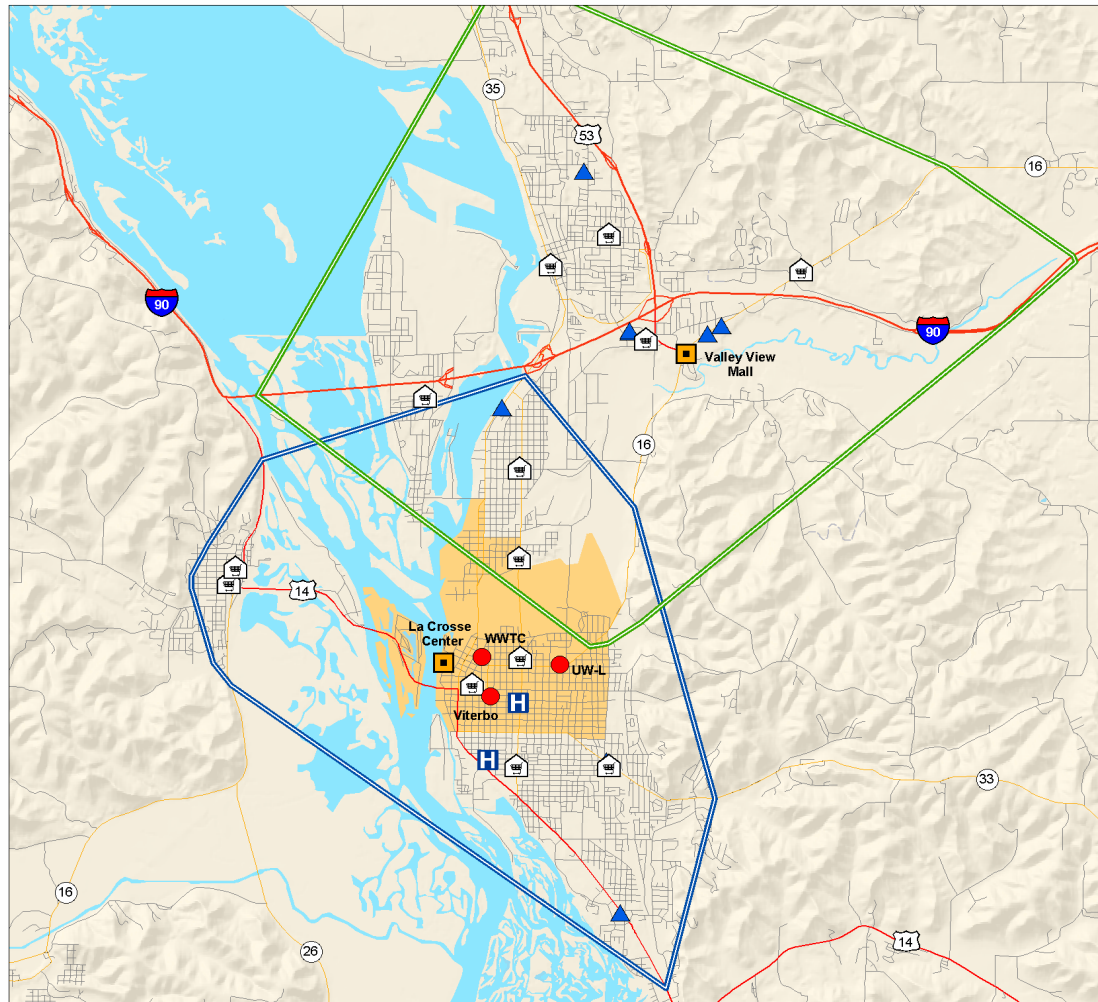 35
53
16
90
90
Valley View
Mall
16
14
La Crosse
Center
WWTC
UW-L
Viterbo
H
H
33
16
26
14